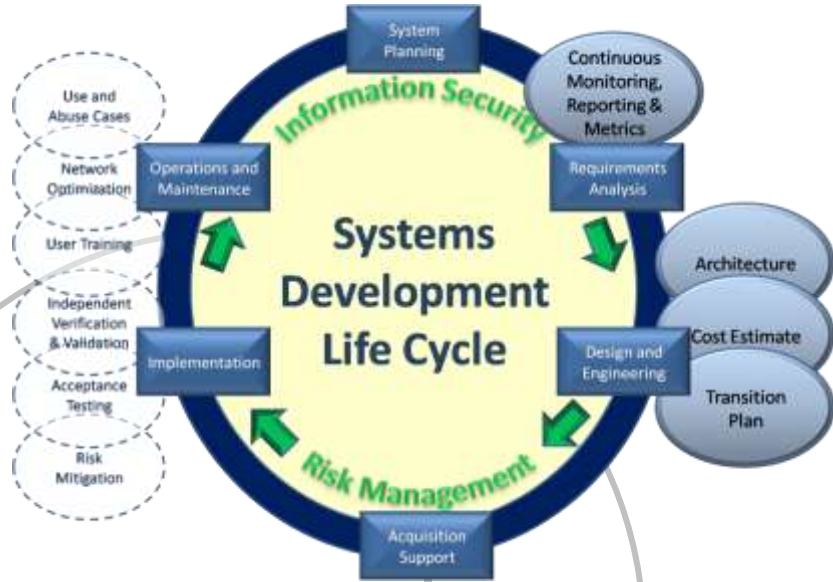 System
Planning
Continuous
Monitoring,
Reporting &
Metrics
Information Security
Use and
Abuse Cases
Network
Optimization
Operations and
Maintenance
Requirements
Analysis
User Training
Systems
Development
Life Cycle
Architecture
Independent
Verification
& Validation
Implementation
Cost Estimate
Design and
Engineering
Acceptance
Testing
Transition
Plan
Risk
Mitigation
Risk Management
Acquisition
Support